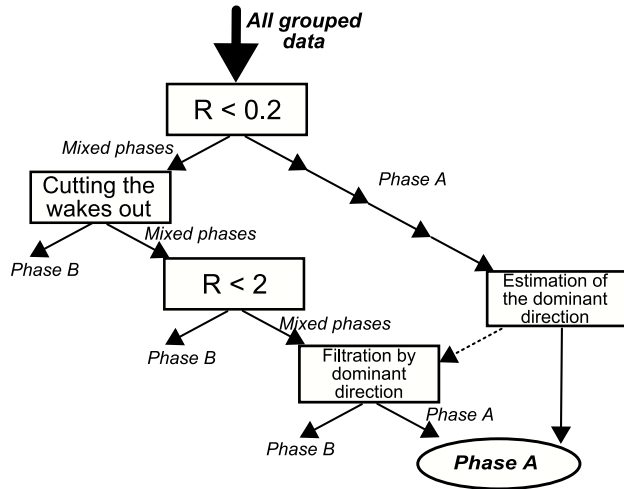 All grouped
data
R < 0.2
Mixed phases
Phase A
Cutting the
wakes out
Mixed phases
Phase B
R < 2
Estimation of
the dominant
direction
Mixed phases
Phase B
Filtration by
dominant
direction
Phase A
Phase B
Phase A